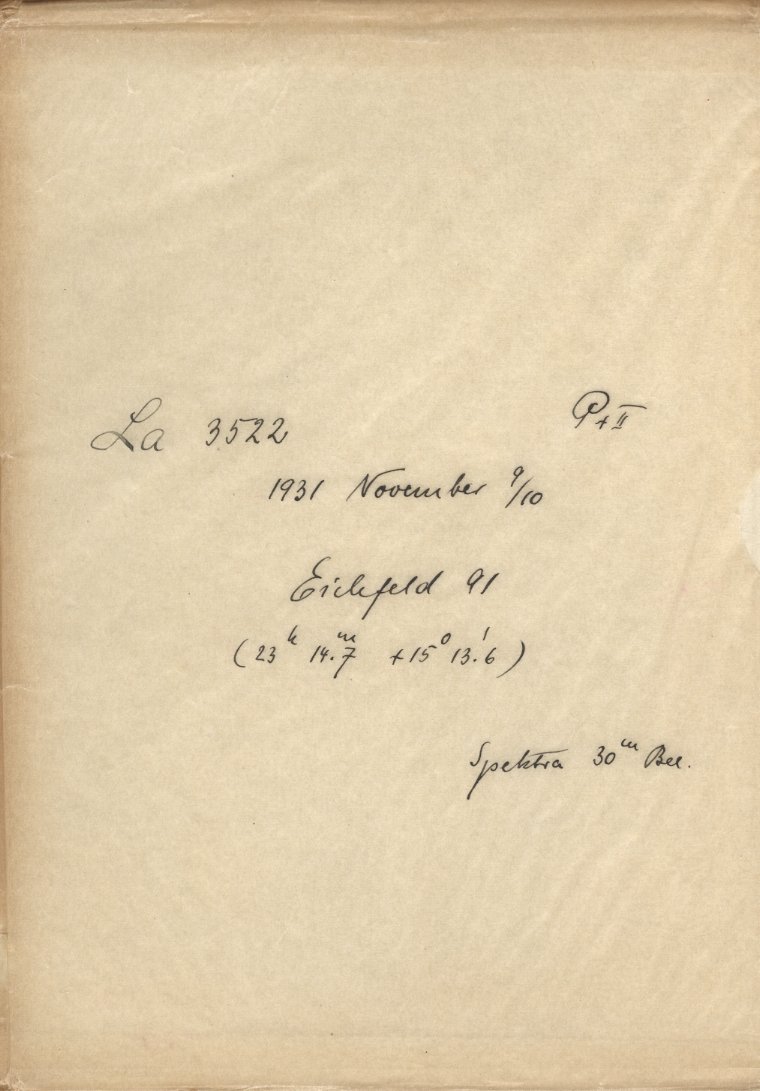 La 3522 P+II
1931 November 9/10
Eichfeld 91
(23h 14.m7 +15° 13.'6)
Spektra 30m Bel.